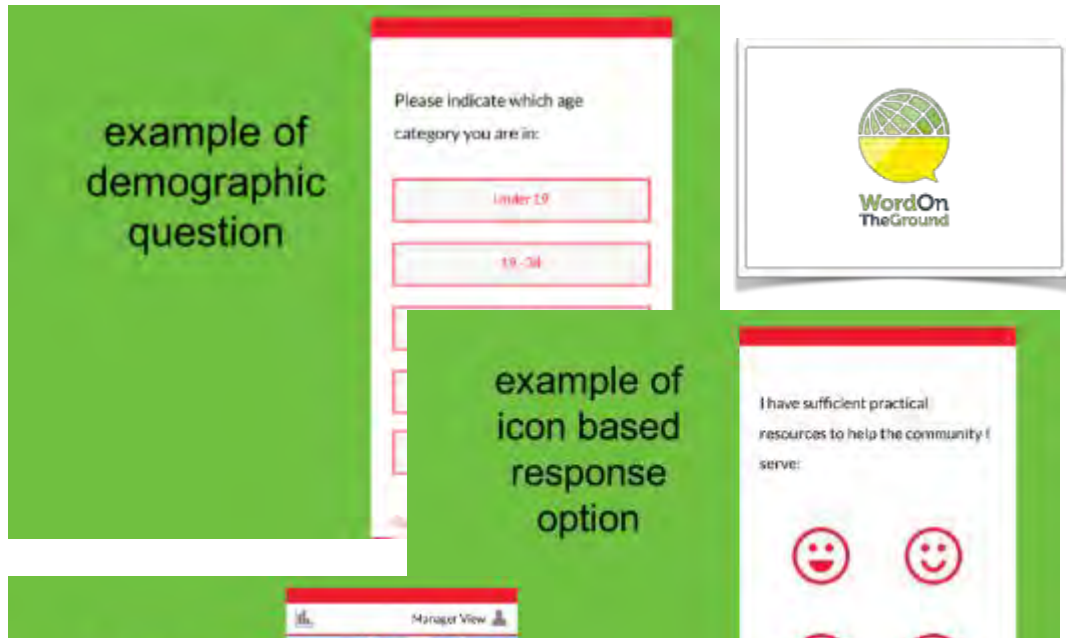 example of
demographic
question
Please indicate which age
category you are in:
Under 19
19 - 34
WordOn
TheGround
example of
icon based
response
option
I have sufficient practical
resources to help the community I
serve:
Manager View